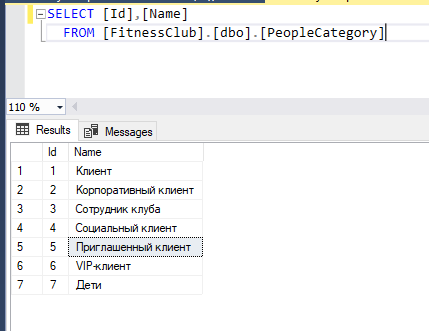 SELECT [Id],[Name]
FROM [FitnessClub].[dbo].[PeopleCategory]
110 %
Results Messages
Id Name
1 1 Клиент
2 2 Корпоративный клиент
3 3 Сотрудник клуба
4 4 Социальный клиент
5 5 Приглашенный клиент
6 6 VIP-клиент
7 7 Дети